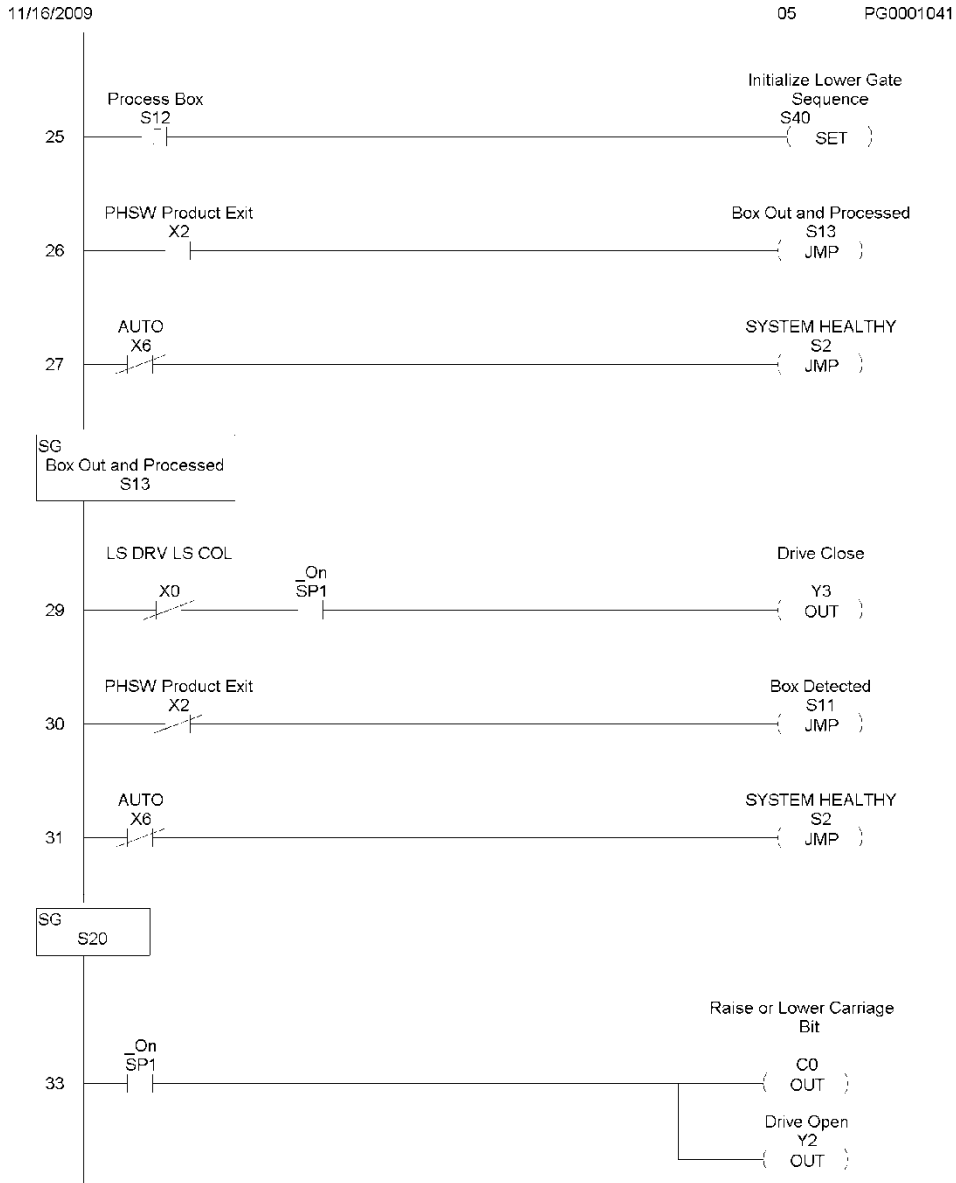 11/16/2009 05 PG0001041
Initialize Lower Gate
Process Box Sequence
S12 S40
25 SET
PHSW Product Exit Box Out and Processed
X2 S13
26 JMP
AUTO SYSTEM HEALTHY
X6 S2
27 JMP
SG
Box Out and Processed
S13
LS DRV LS COL Drive Close
_On
X0 SP1 Y3
29 OUT
PHSW Product Exit Box Detected
X2 S11
30 JMP
AUTO SYSTEM HEALTHY
X6 S2
31 JMP
SG
S20
Raise or Lower Carriage
Bit
_On
SP1 C0
33 OUT
Drive Open
Y2
OUT